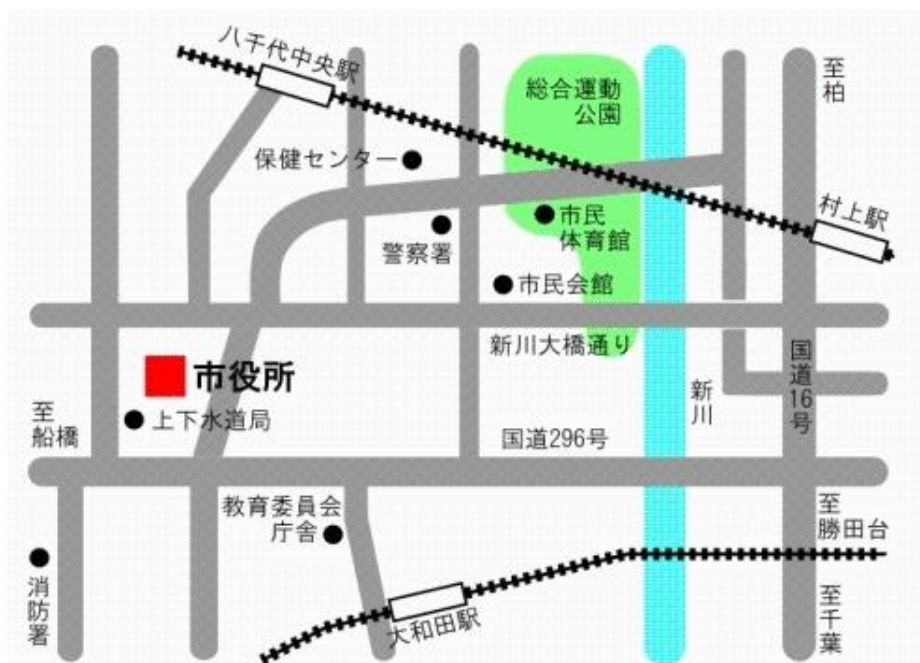 八千代中央駅
総合運動
公園
至柏
保健センター
市民
体育館
村上駅
警察署
市民会館
新川大橋通り
市役所
国道16号
新川
至
船橋
上下水道局
国道296号
教育委員会
庁舎
至
勝田台
消防署
大和田駅
至千葉